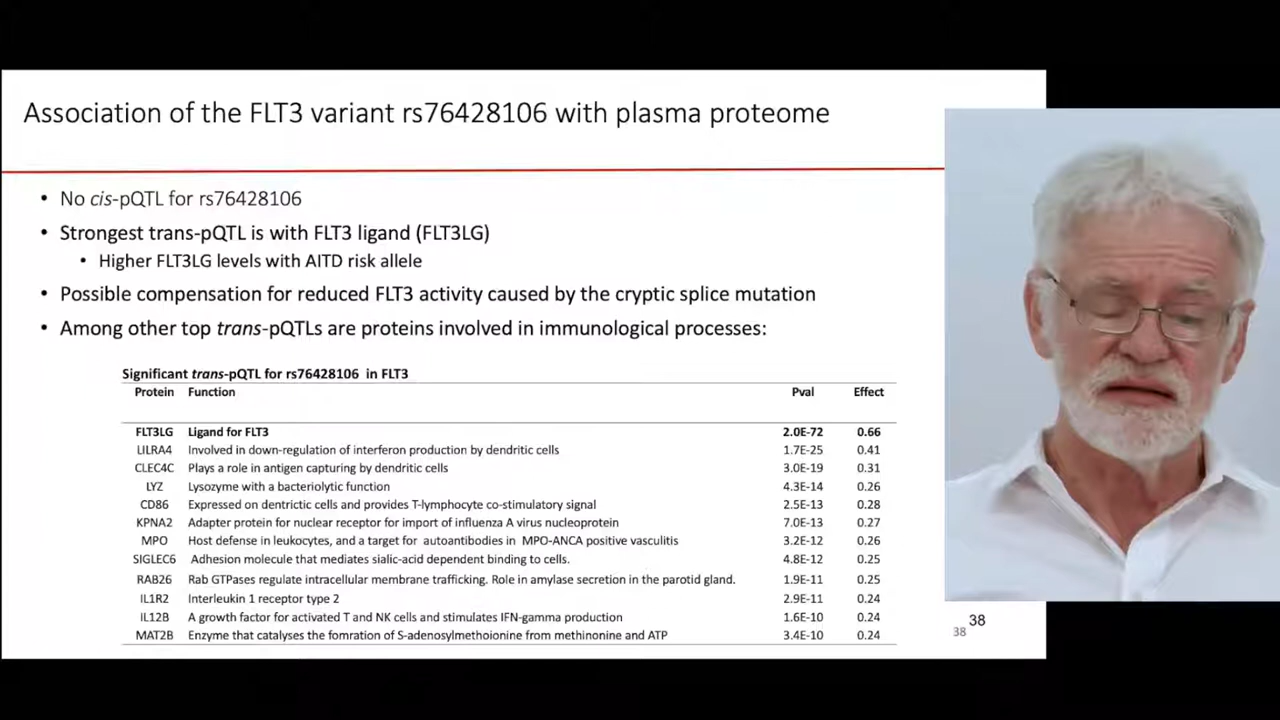 Association of the FLT3 variant rs76428106 with plasma proteome
• No cis-pQTL for rs76428106
• Strongest trans-pQTL is with FLT3 ligand (FLT3LG)
• Higher FLT3LG levels with AITD risk allele
• Possible compensation for reduced FLT3 activity caused by the cryptic splice mutation
• Among other top trans-pQTLs are proteins involved in immunological processes:
Significant trans-pQTL for rs76428106 in FLT3
Protein Function Pval Effect
FLT3LG Ligand for FLT3 2.0E-72 0.66
LILRA4 Involved in down-regulation of interferon production by dendritic cells 1.7E-25 0.41
CLEC4C Plays a role in antigen capturing by dendritic cells 3.0E-19 0.31
LYZ Lysozyme with a bacteriolytic function 4.3E-14 0.26
CD86 Expressed on dentrictic cells and provides T-lymphocyte co-stimulatory signal 2.5E-13 0.28
KPNA2 Adapter protein for nuclear receptor for import of influenza A virus nucleoprotein 7.0E-13 0.27
MPO Host defense in leukocytes, and a target for autoantibodies in MPO-ANCA positive vasculitis 3.2E-12 0.26
SIGLEC6 Adhesion molecule that mediates sialic-acid dependent binding to cells. 4.8E-12 0.25
RAB26 Rab GTPases regulate intracellular membrane trafficking. Role in amylase secretion in the parotid gland. 1.9E-11 0.25
IL1R2 Interleukin 1 receptor type 2 2.9E-11 0.24
IL12B A growth factor for activated T and NK cells and stimulates IFN-gamma production 1.6E-10 0.24
MAT2B Enzyme that catalyses the fomration of S-adenosylmethoionine from methinonine and ATP 3.4E-10 0.24
38
38